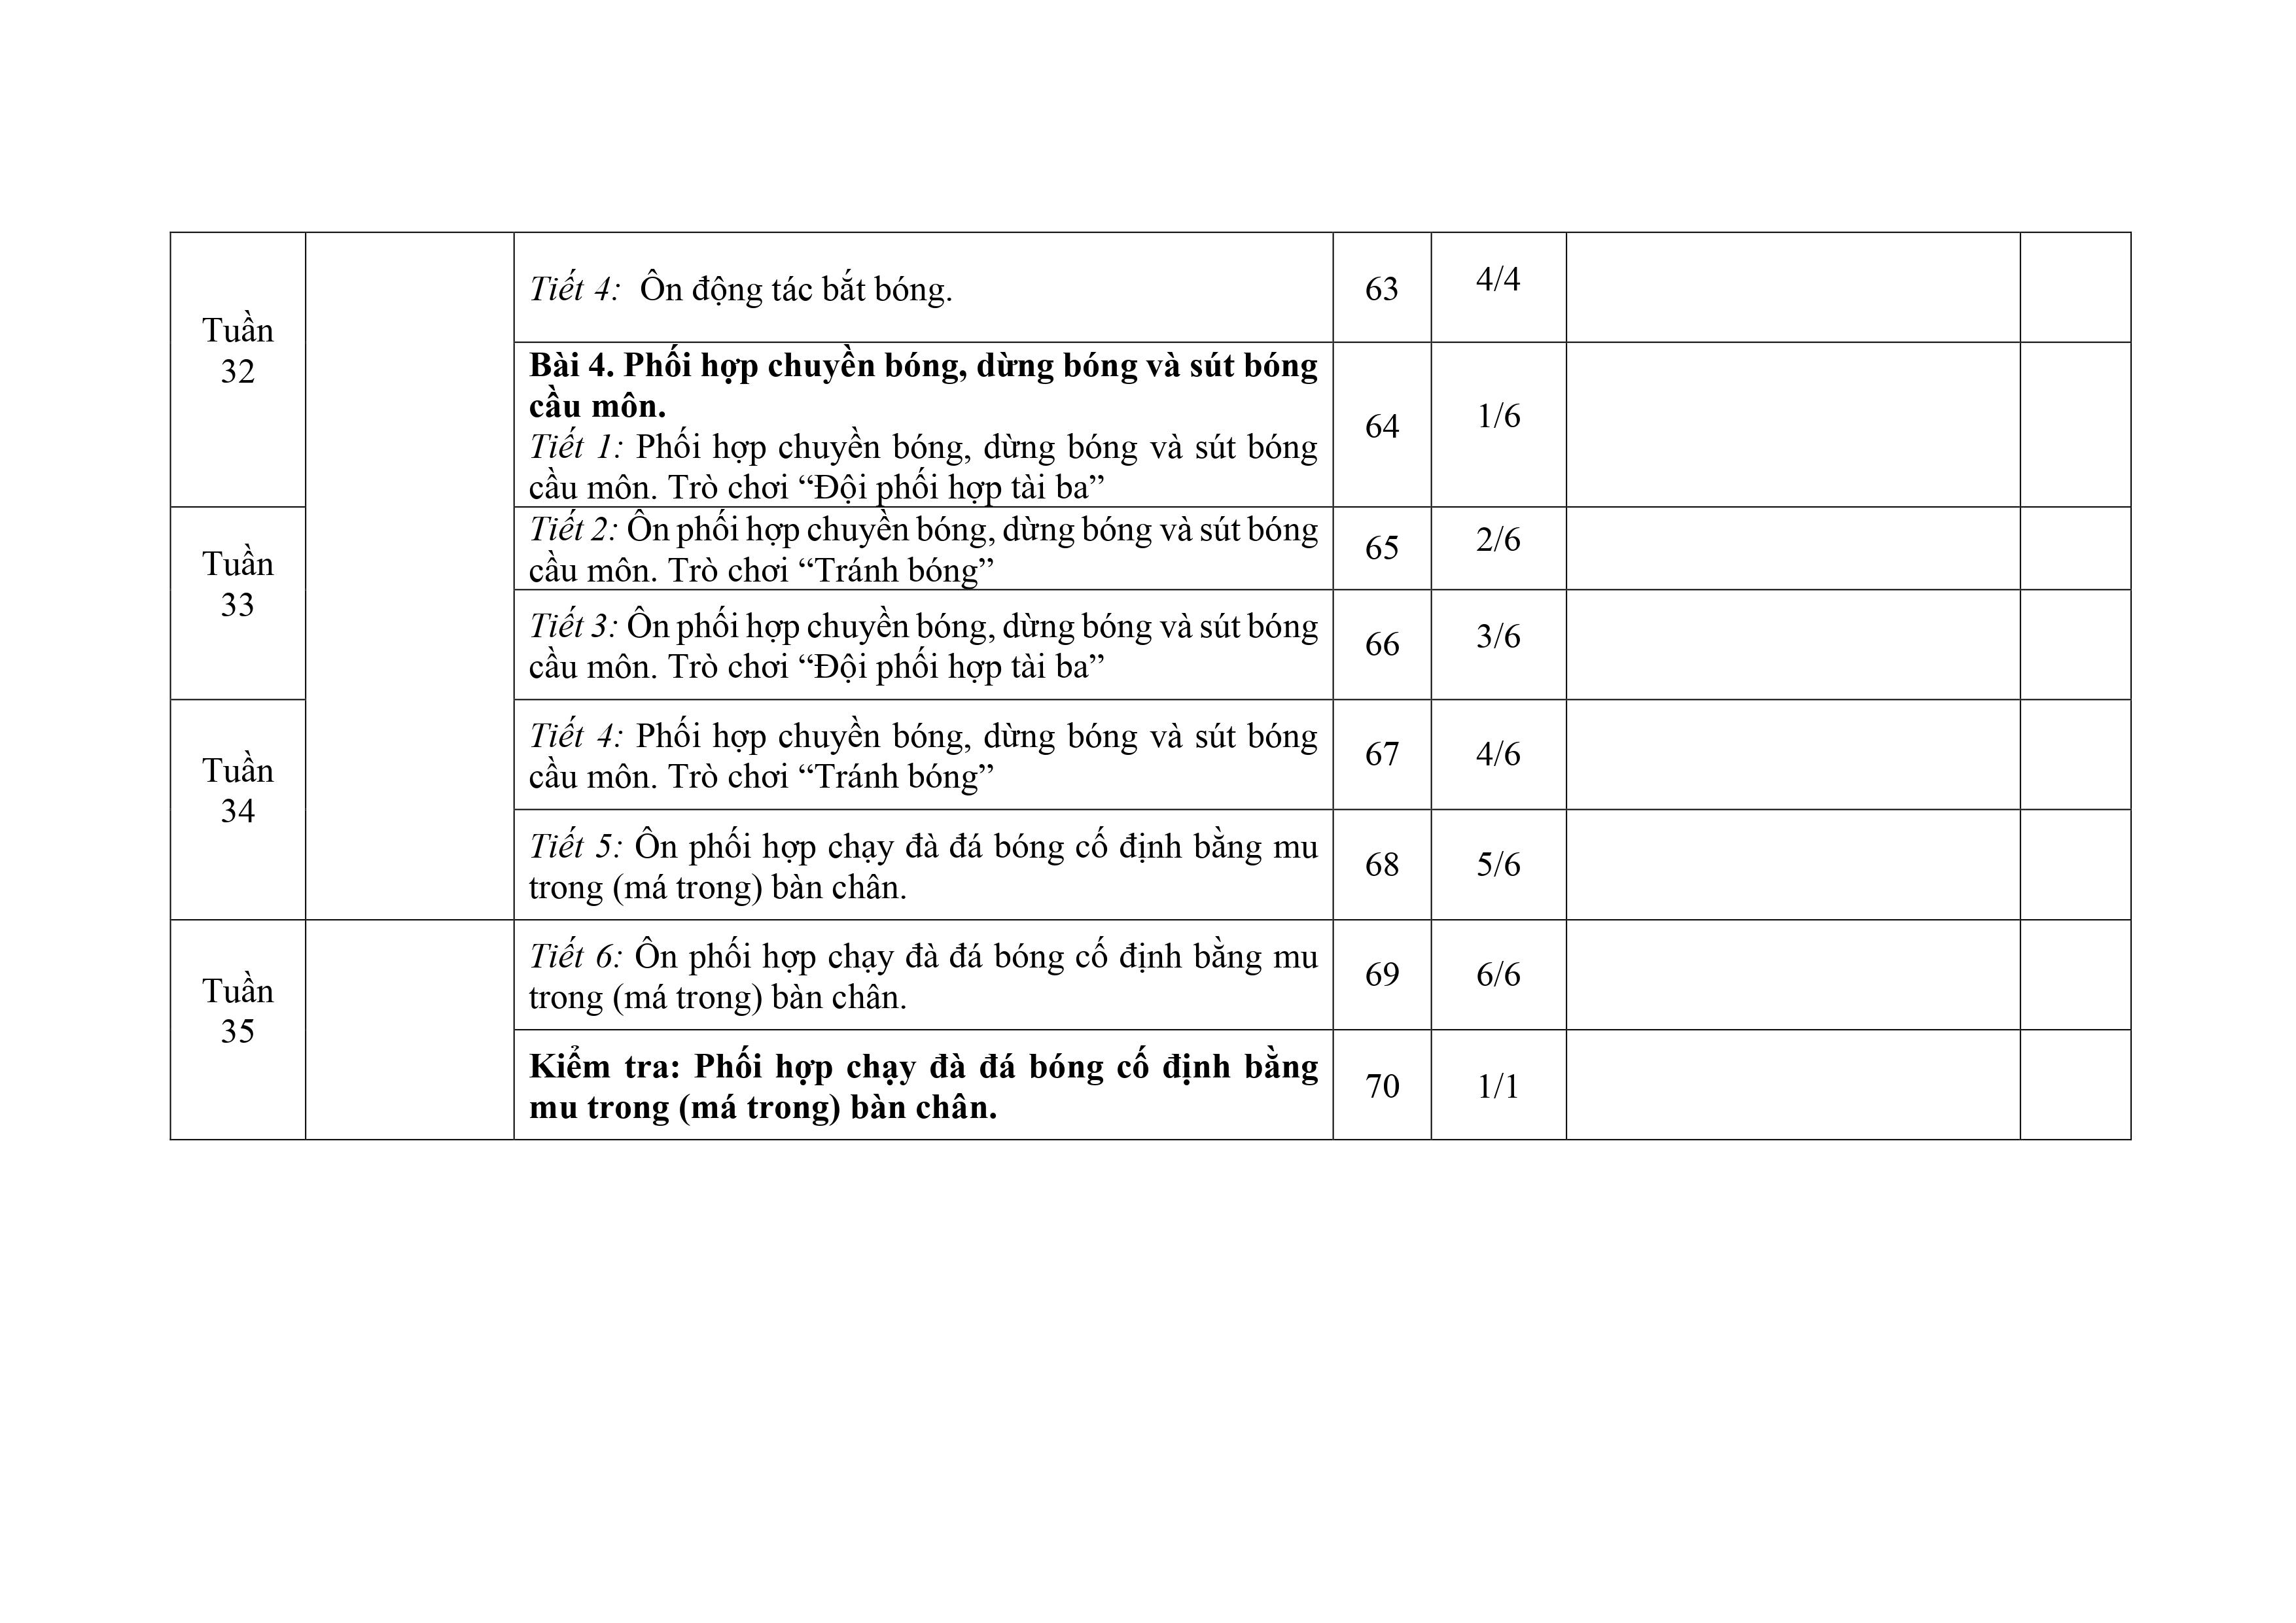 Tuần
32
Tiết 4:  Ôn động tác bắt bóng.
63
4/4
Bài 4. Phối hợp chuyền bóng, dừng bóng và sút bóng
cầu môn.
Tiết 1: Phối hợp chuyền bóng, dừng bóng và sút bóng
cầu môn. Trò chơi “Đội phối hợp tài ba”
64
1/6
Tuần
33
Tiết 2: Ôn phối hợp chuyền bóng, dừng bóng và sút bóng
cầu môn. Trò chơi “Tránh bóng”
65
2/6
Tiết 3: Ôn phối hợp chuyền bóng, dừng bóng và sút bóng
cầu môn. Trò chơi “Đội phối hợp tài ba”
66
3/6
Tuần
34
Tiết 4: Phối hợp chuyền bóng, dừng bóng và sút bóng
cầu môn. Trò chơi “Tránh bóng”
67
4/6
Tiết 5: Ôn phối hợp chạy đà đá bóng cố định bằng mu
trong (má trong) bàn chân.
68
5/6
Tuần
35
Tiết 6: Ôn phối hợp chạy đà đá bóng cố định bằng mu
trong (má trong) bàn chân.
69
6/6
Kiểm tra: Phối hợp chạy đà đá bóng cố định bằng
mu trong (má trong) bàn chân.
70
1/1